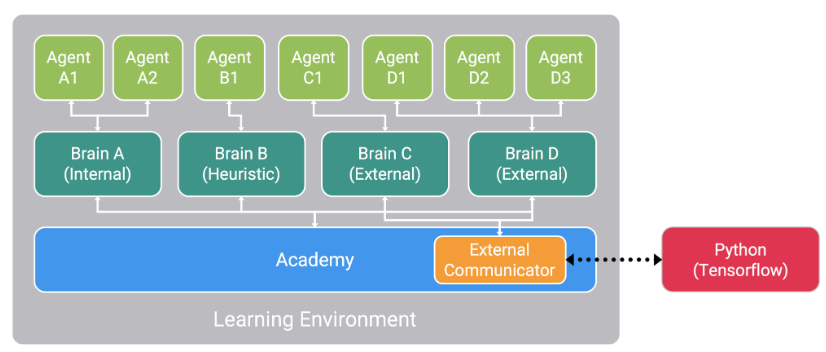 Agent
A1
Agent
A2
Agent
B1
Agent
C1
Agent
D1
Agent
D2
Agent
D3
Brain A
(Internal)
Brain B
(Heuristic)
Brain C
(External)
Brain D
(External)
Academy
External
Communicator
Python
(Tensorflow)
Learning Environment